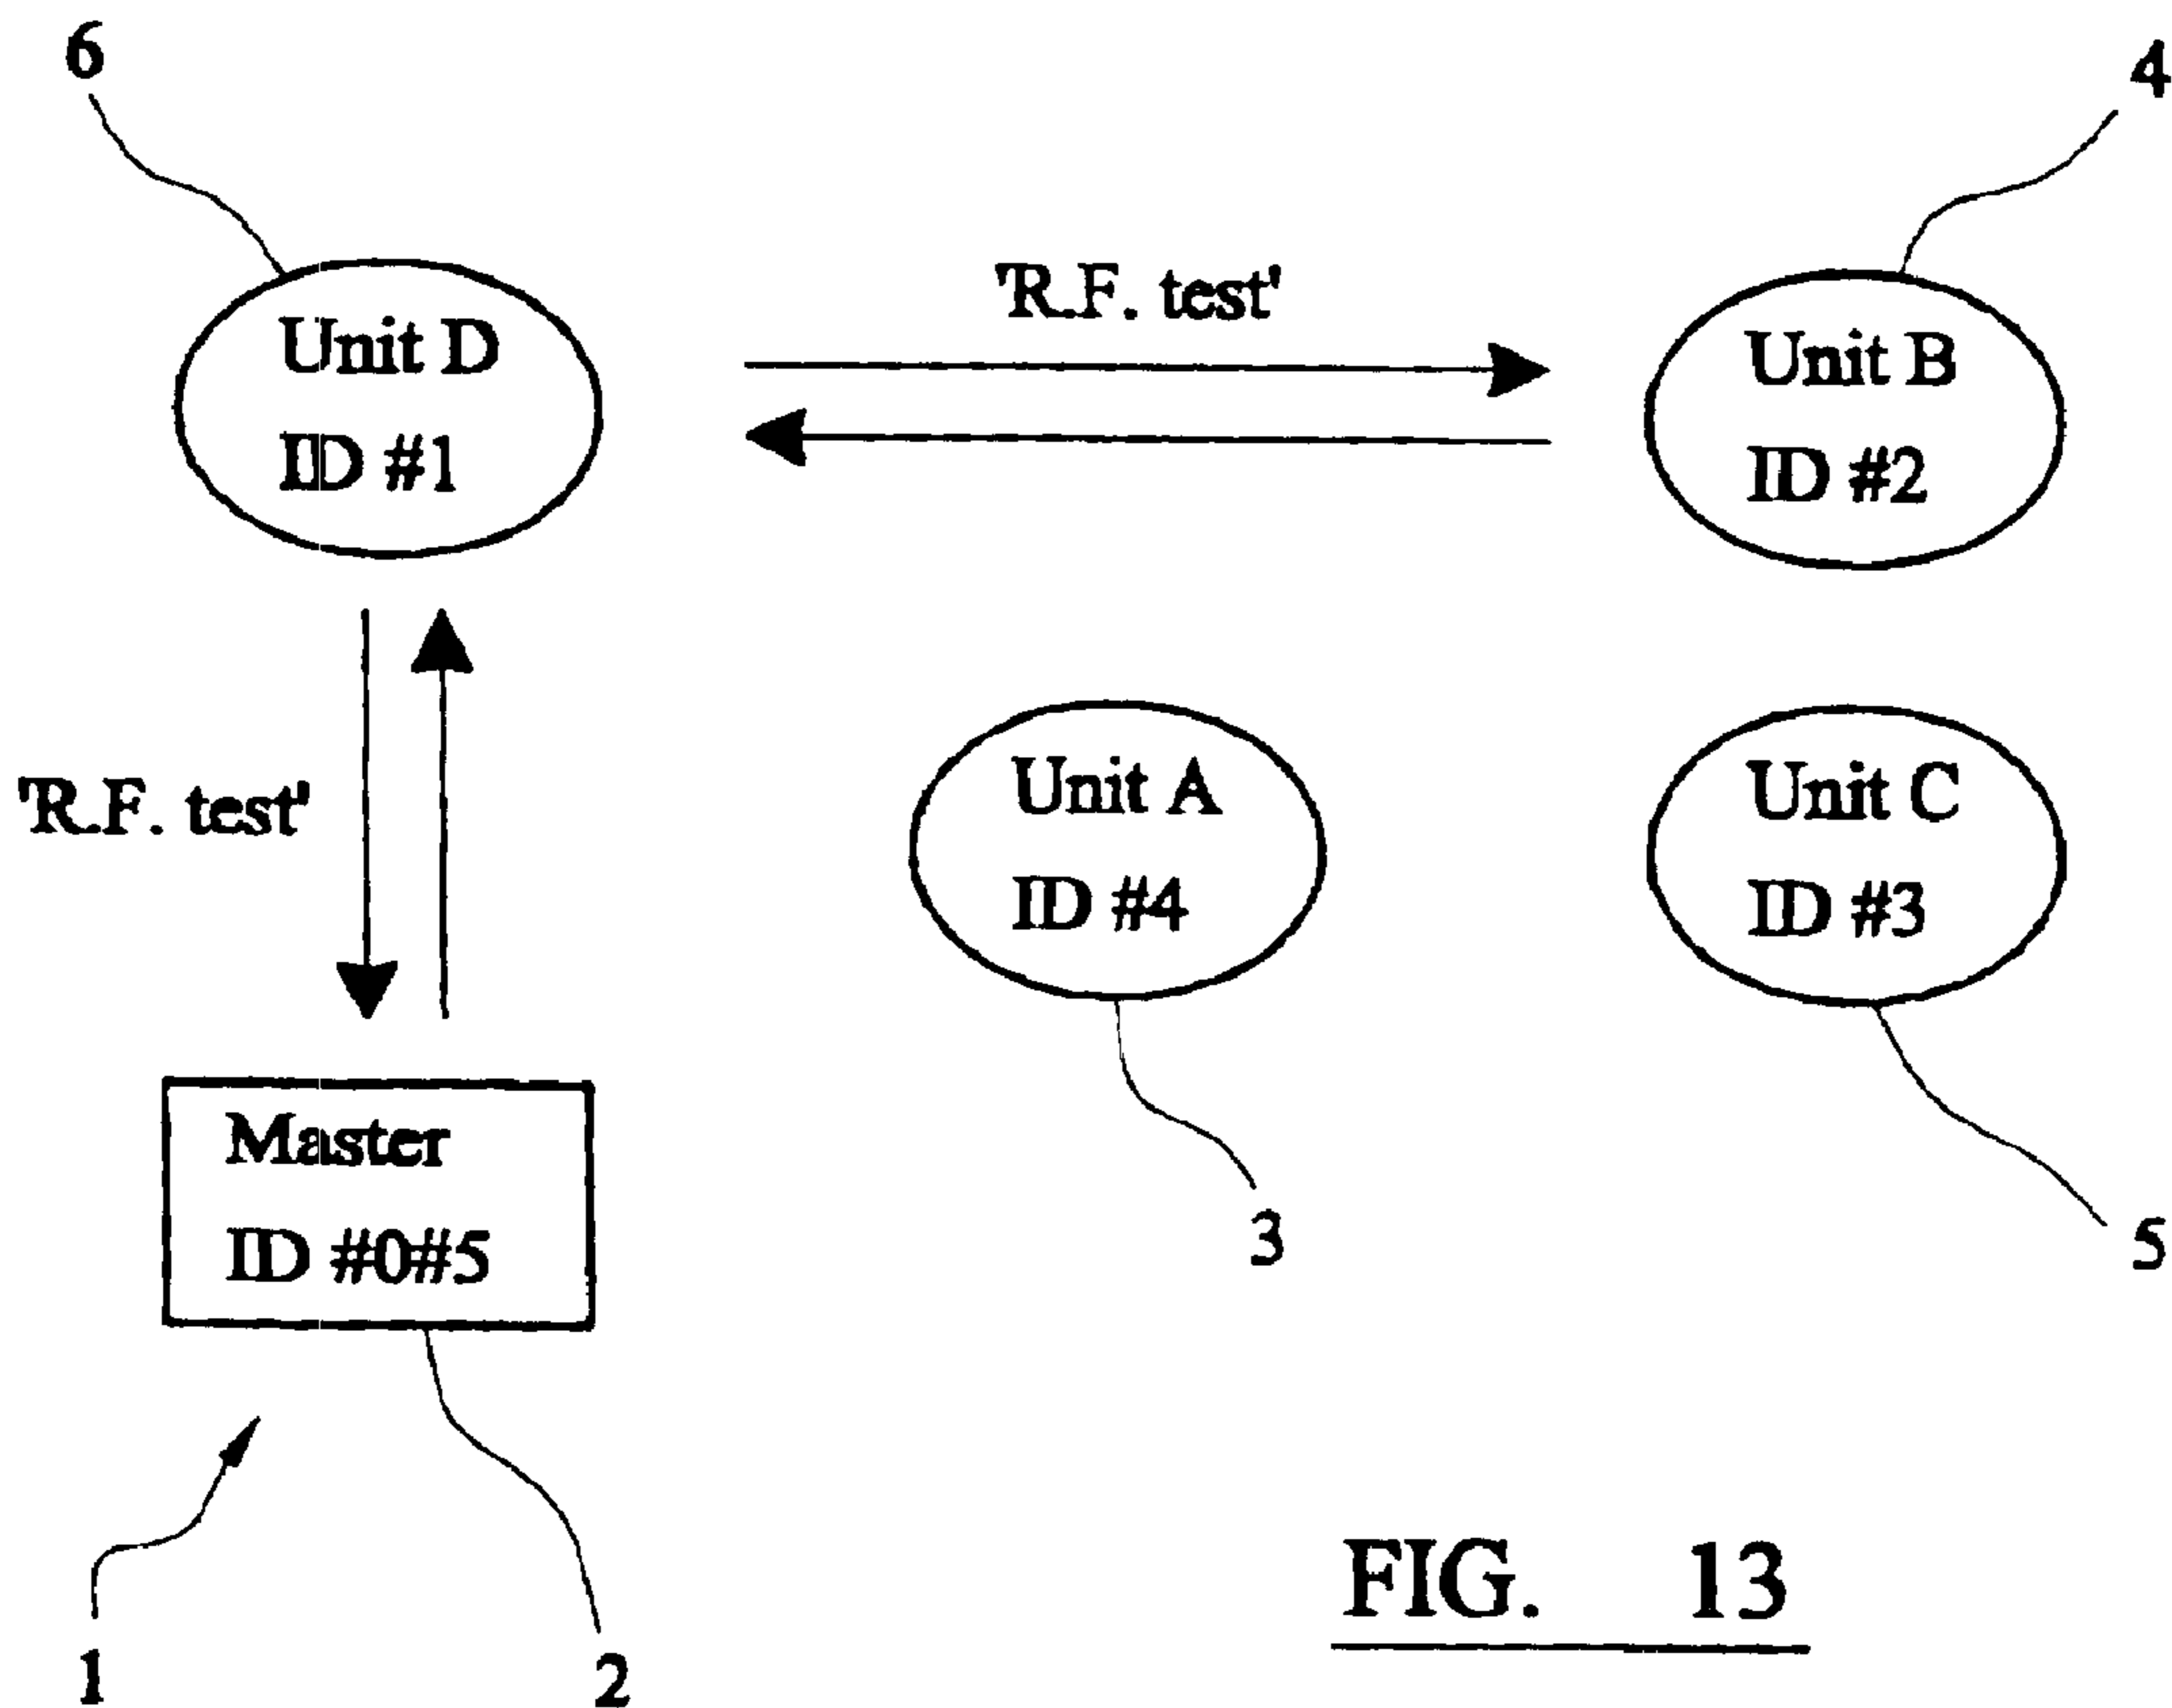 6
4
'R.F. test'
Unit D
ID #1
Unit B
ID #2
'R.F. test'
Unit A
ID #4
Unit C
ID #3
Master
ID #0#5
3
5
1
2
FIG. 13